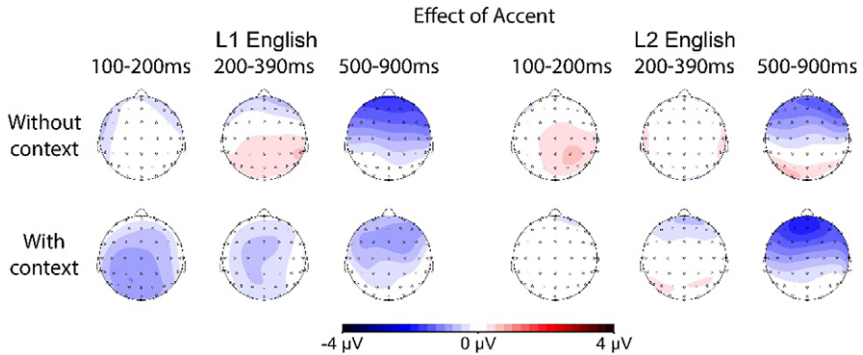 Effect of Accent
L1 English
L2 English
100-200ms 200-390ms 500-900ms
100-200ms 200-390ms 500-900ms
Without
context
With
context
-4 µV 0 µV 4 µV